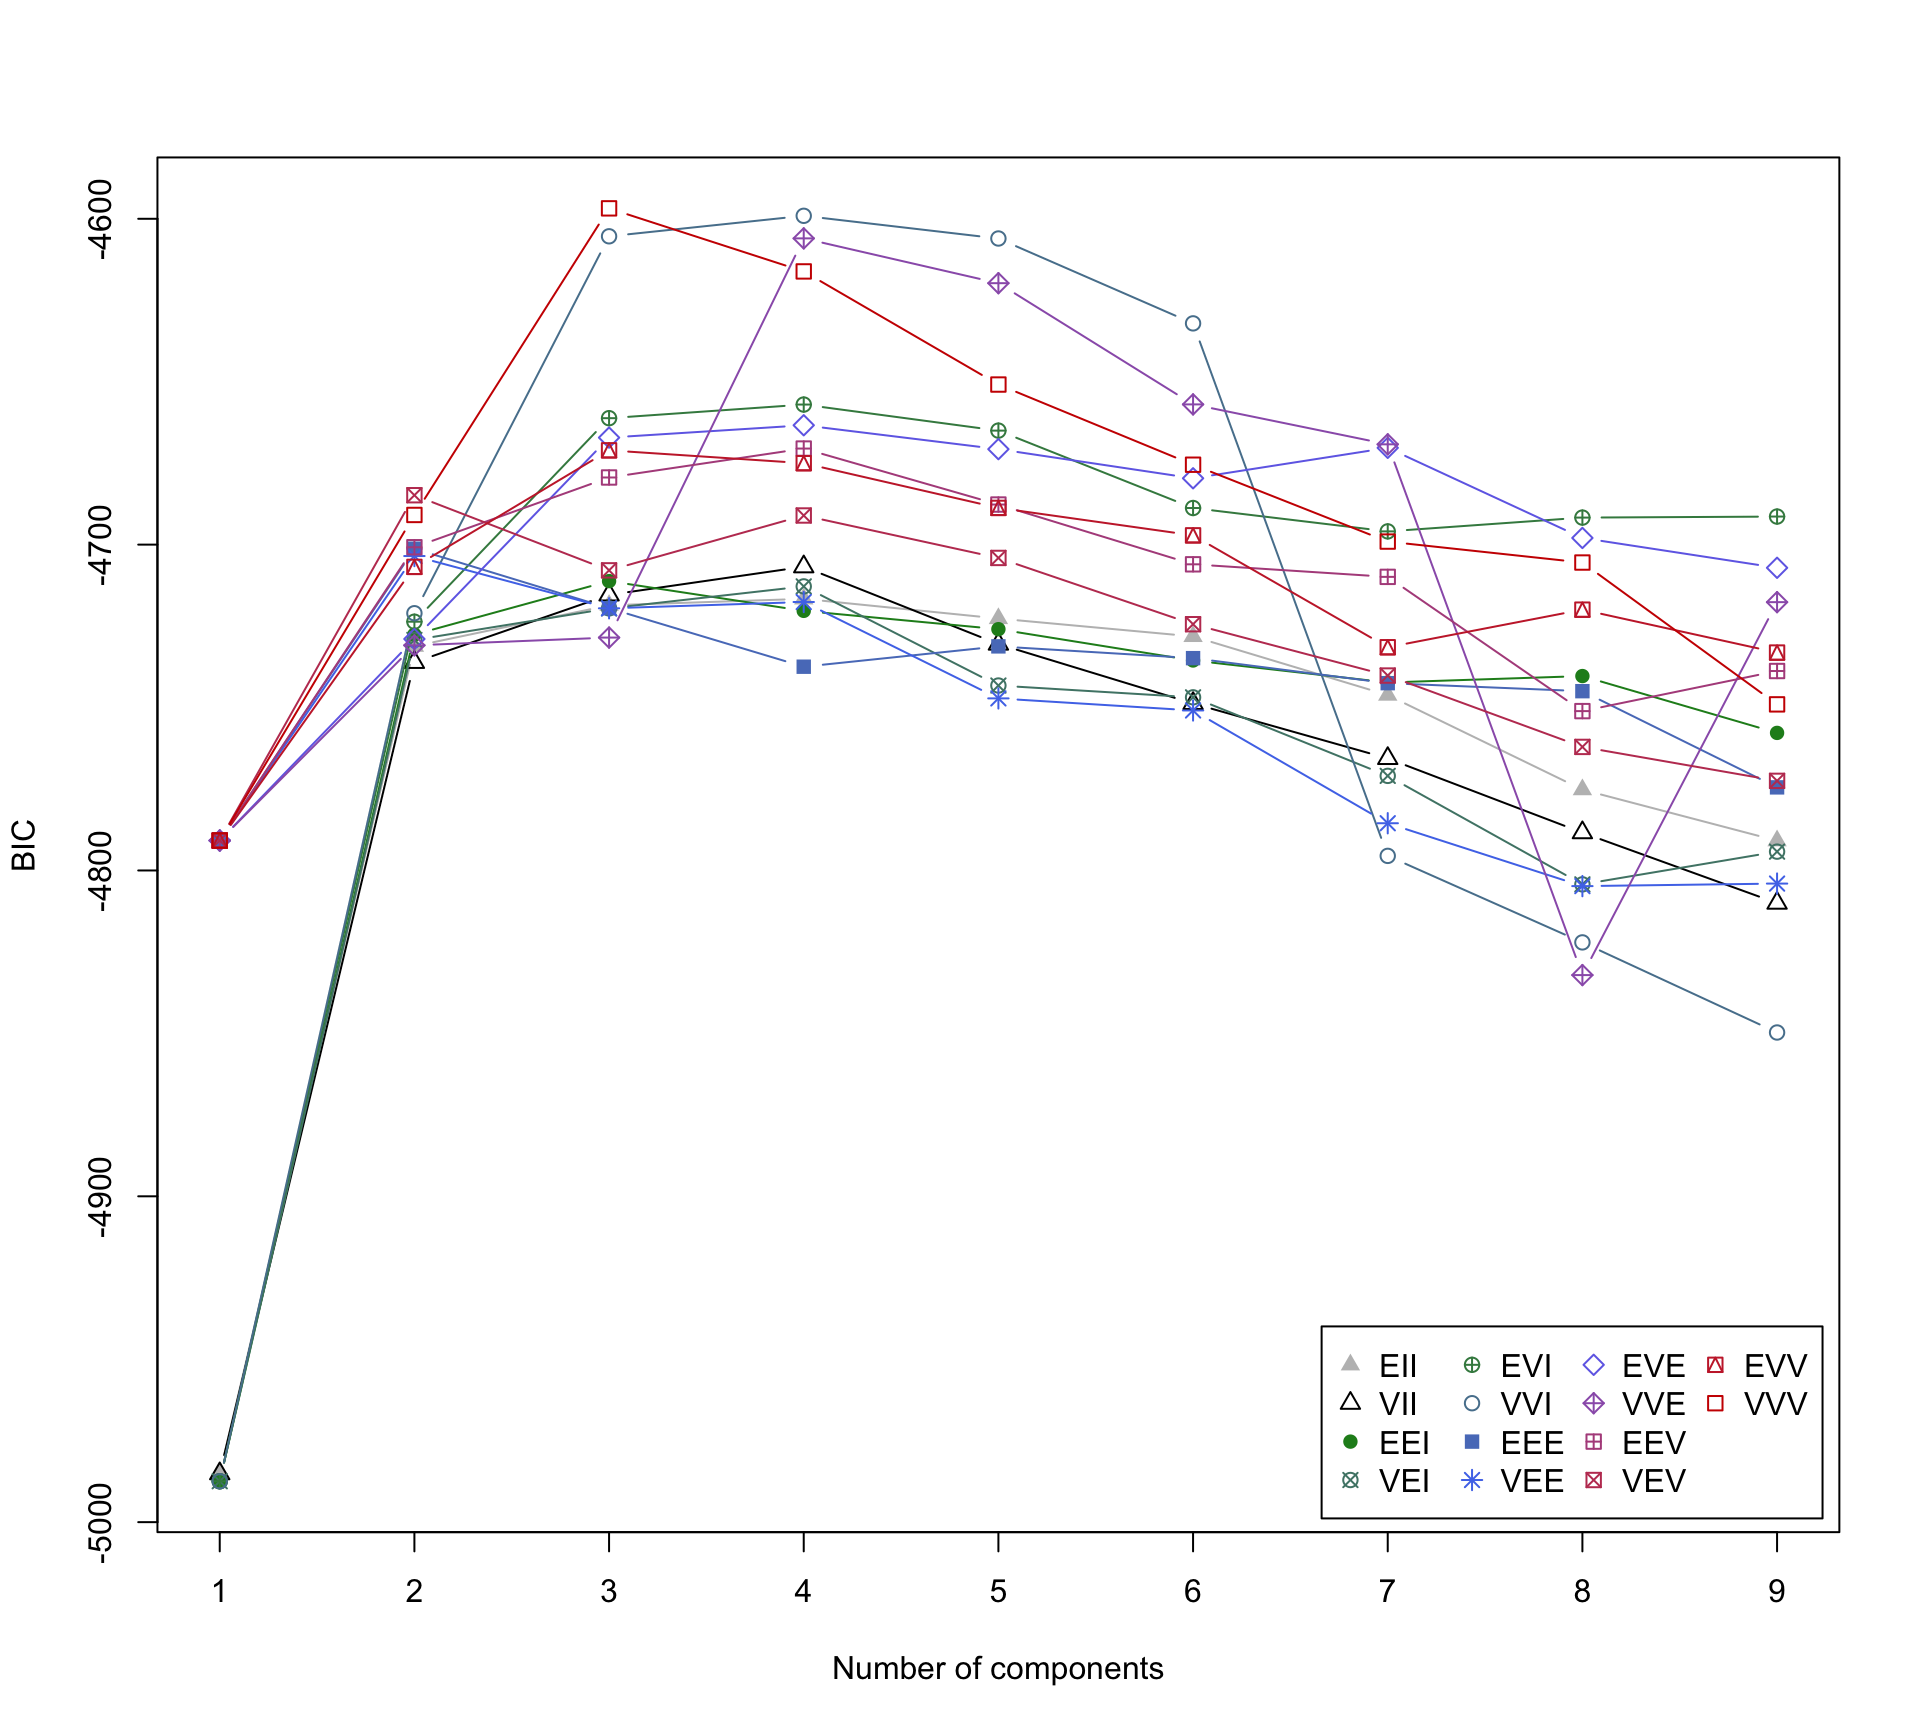 BIC
-4600
-4700
-4800
-4900
-5000
1 2 3 4 5 6 7 8 9
Number of components
EII EVI EVE EVV
VII VVI VVE VVV
EEI EEE EEV
VEI VEE VEV